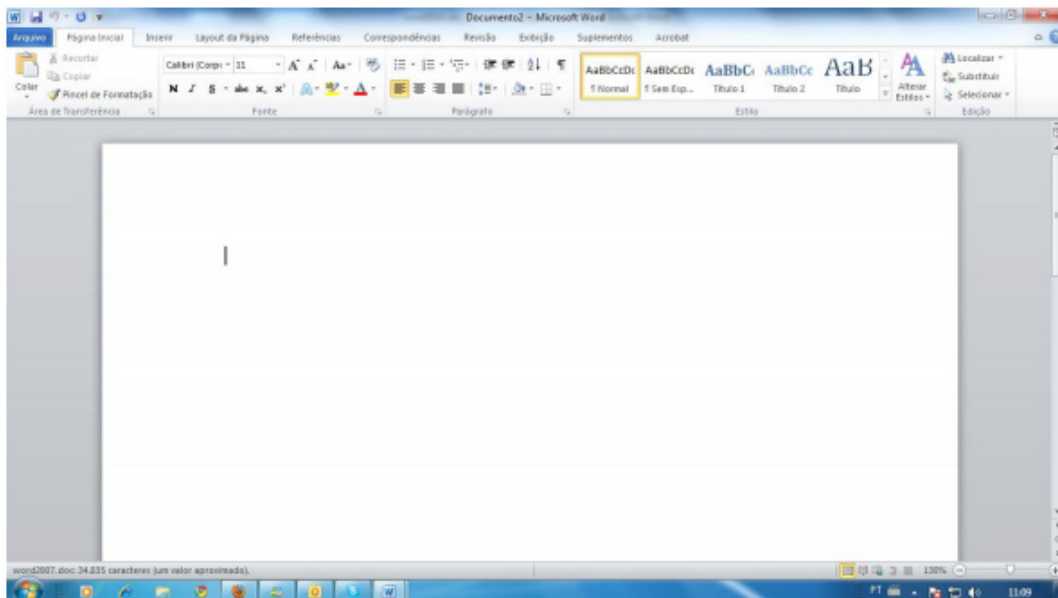 Documento2 - Microsoft Word
Arquivo Página Inicial Inserir Layout da Página Referências Correspondências Revisão Exibição Suplementos Acrobat
Colar
Recortar
Copiar
Pincel de Formatação
Área de Transferência
Calibri (Corpo 11
Aa
N I S abc x, x²
Fonte
Parágrafo
AaBbCcDc AaBbCcDc AaBbC AaBbCc AaB
¶ Normal ¶ Sem Esp... Título 1 Título 2 Título
Alterar Estilos
Estilo
Localizar
Substituir
Selecionar
Edição
word2007.doc: 34.835 caracteres (um valor aproximado).
130%
PT 11:09